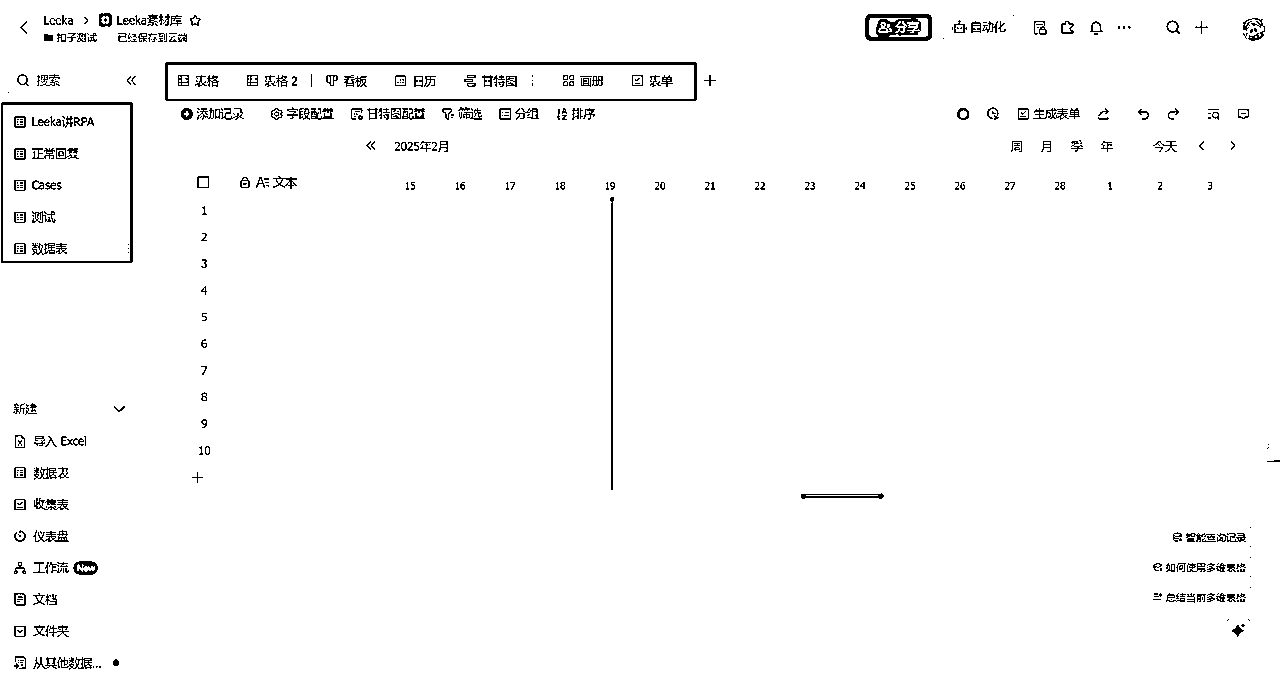 Leeka > Leeka素材库
扣子测试 已经保存到云端
分享 自动化
搜索
表格 表格 2 看板 日历 甘特图 画册 表单
添加记录 字段配置 甘特图配置 筛选 分组 排序 生成表单
Leeka讲RPA
正常回复
Cases
测试
数据表
2025年2月 周 月 季 年 今天
文本 15 16 17 18 19 20 21 22 23 24 25 26 27 28 1 2 3
1
2
3
4
5
6
7
8
9
10
新建
导入 Excel
数据表
收集表
仪表盘
工作流 New
文档
文件夹
从其他数据...
智能查询记录
如何使用多维表格
总结当前多维表格